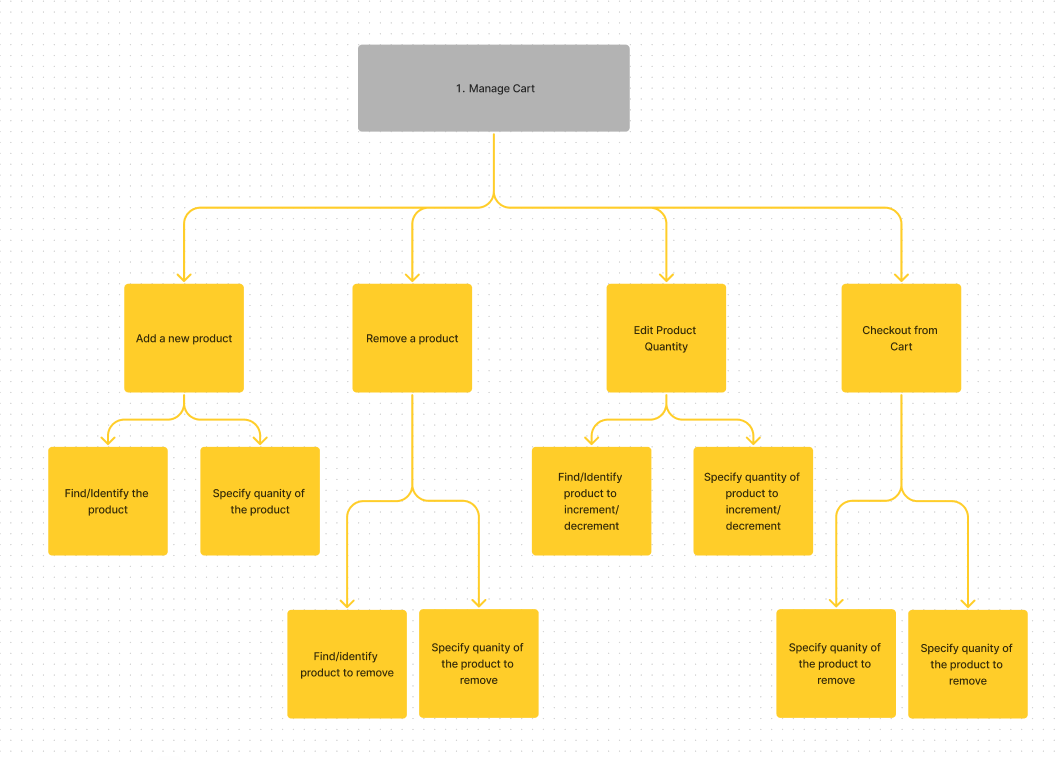 1. Manage Cart
Add a new product
Remove a product
Edit Product
Quantity
Checkout from
Cart
Find/Identify the
product
Specify quanity of
the product
Find/Identify
product to
increment/
decrement
Specify quantity of
product to
increment/
decrement
Find/identify
product to remove
Specify quanity of
the product to
remove
Specify quanity of
the product to
remove
Specify quanity of
the product to
remove